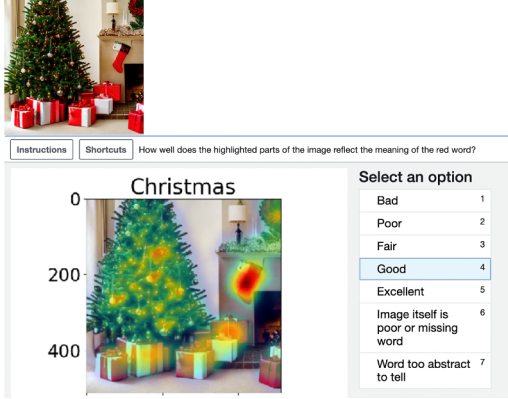 Instructions Shortcuts How well does the highlighted parts of the image reflect the meaning of the red word?
Christmas
0
200
400
Select an option
Bad 1
Poor 2
Fair 3
Good 4
Excellent 5
Image itself is 6
poor or missing
word
Word too abstract 7
to tell